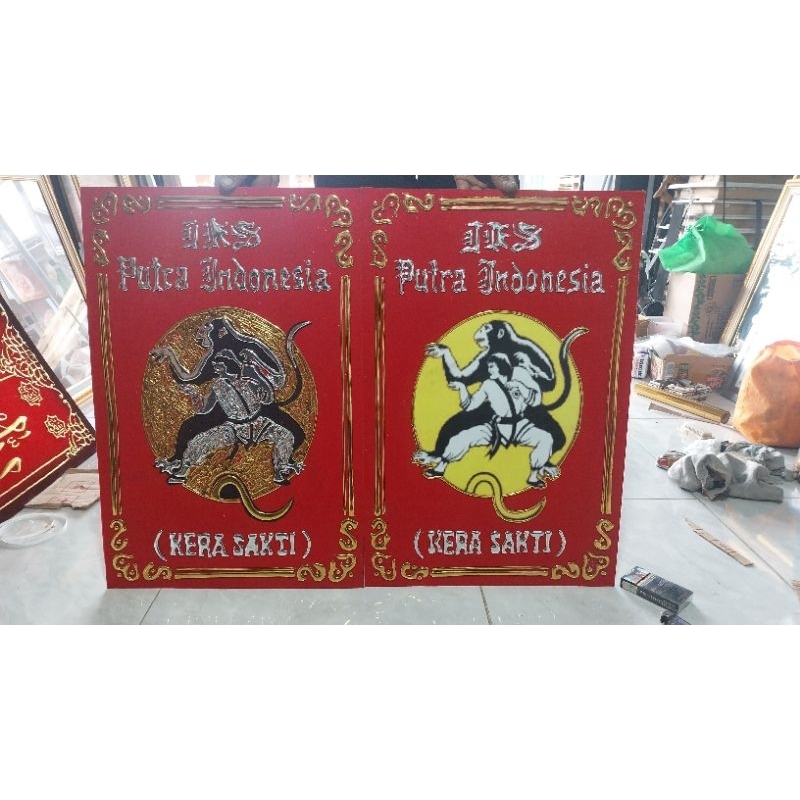 IKS
Putra Indonesia
(KERA SAKTI)
IKS
Putra Indonesia
(KERA SAKTI)